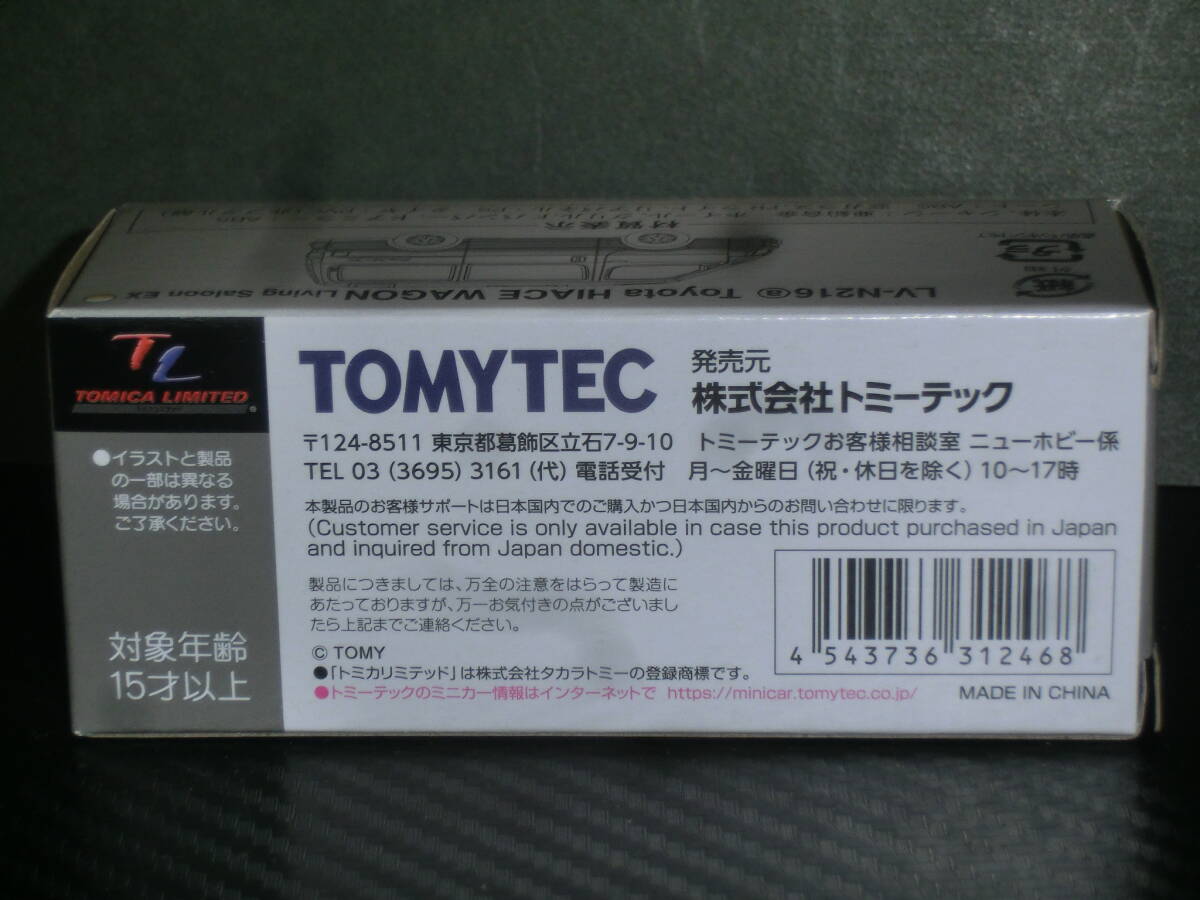 材質表示
プラ
紙
外箱
LV-N216ⓐ Toyota HIACE WAGON Living Saloon EX
TL
TOMICA LIMITED
®
●イラストと製品
の一部は異なる
場合があります。
ご了承ください。
対象年齢
15才以上
TOMYTEC
発売元
株式会社トミーテック
〒124-8511 東京都葛飾区立石7-9-10 トミーテックお客様相談室 ニューホビー係
TEL 03 (3695) 3161 (代) 電話受付 月～金曜日 (祝・休日を除く) 10～17時
本製品のお客様サポートは日本国内でのご購入かつ日本国内からのお問い合わせに限ります。
(Customer service is only available in case this product purchased in Japan
and inquired from Japan domestic.)
製品につきましては、万全の注意をはらって製造に
あたっておりますが、万一お気付きの点がございまし
たら上記までご連絡ください。
© TOMY
●「トミカリミテッド」は株式会社タカラトミーの登録商標です。
●トミーテックのミニカー情報はインターネットで https://minicar.tomytec.co.jp/
4 543736 312468
MADE IN CHINA